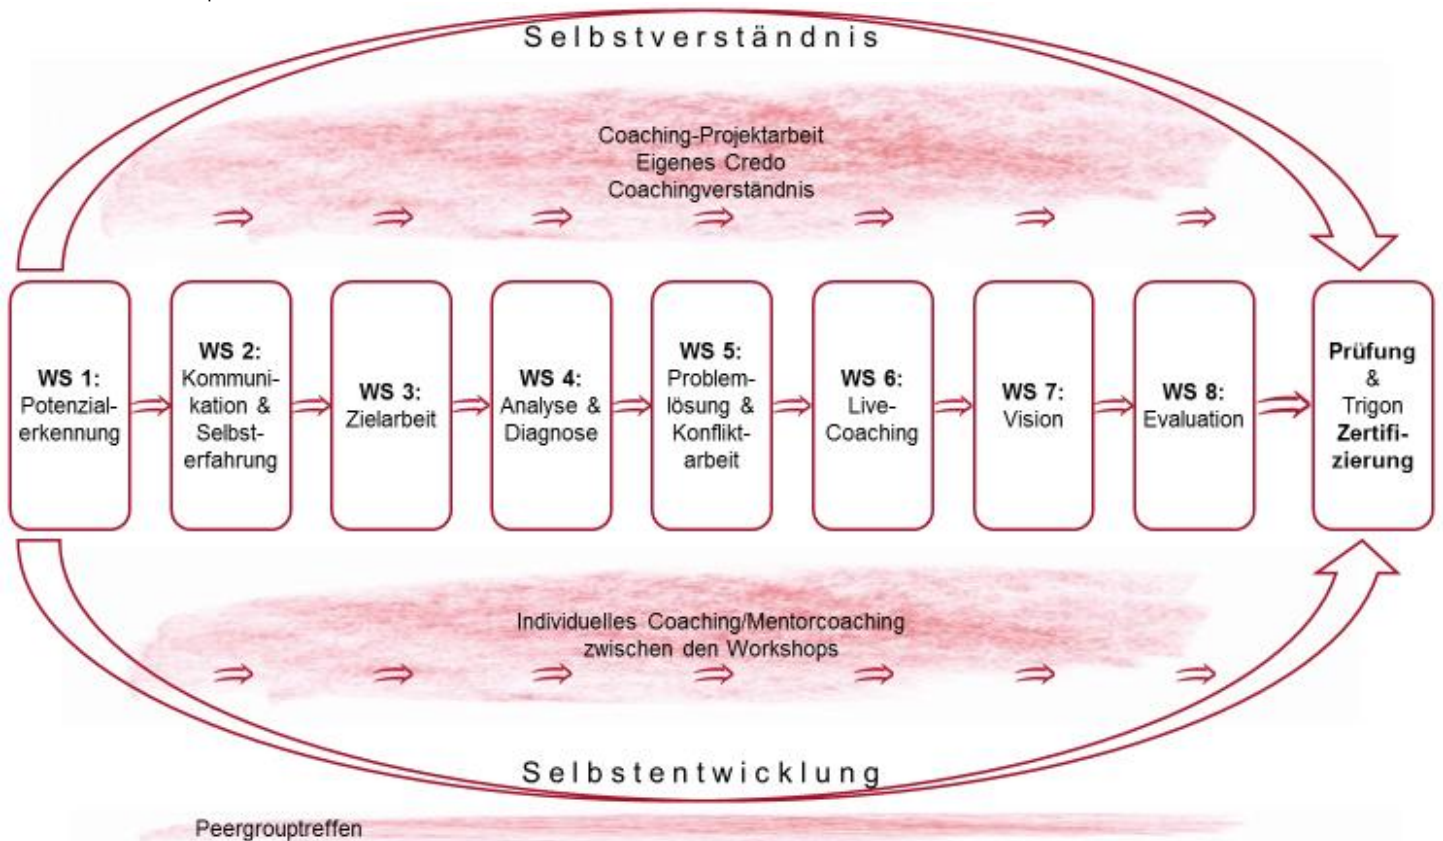 Selbstverständnis
Coaching-Projektarbeit
Eigenes Credo
Coachingverständnis
WS 1:
Potenzial-
erkennung
WS 2:
Kommuni-
kation &
Selbst-
erfahrung
WS 3:
Zielarbeit
WS 4:
Analyse &
Diagnose
WS 5:
Problem-
lösung &
Konflikt-
arbeit
WS 6:
Live-
Coaching
WS 7:
Vision
WS 8:
Evaluation
Prüfung
&
Trigon
Zertifi-
zierung
Individuelles Coaching/Mentorcoaching
zwischen den Workshops
Selbstentwicklung
Peergrouptreffen